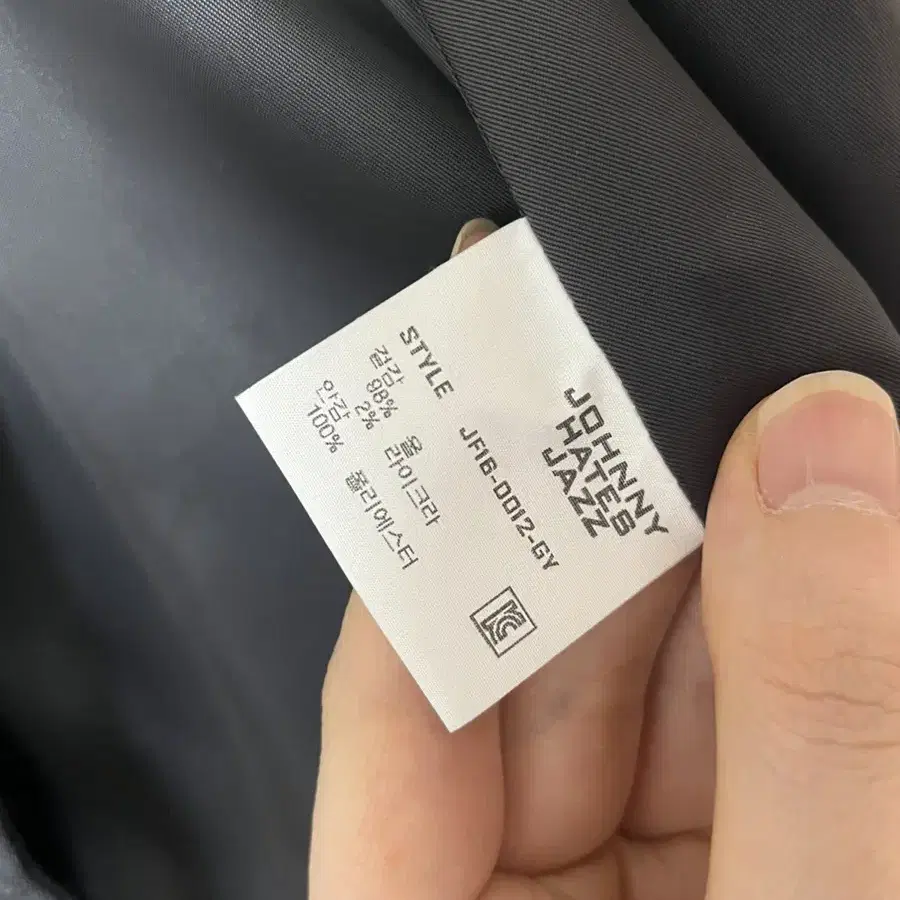 JOHNNY
HATES
JAZZ
STYLE JF16-D012-GY
겉감 98% 울
2% 라이크라
안감 100% 폴리에스터